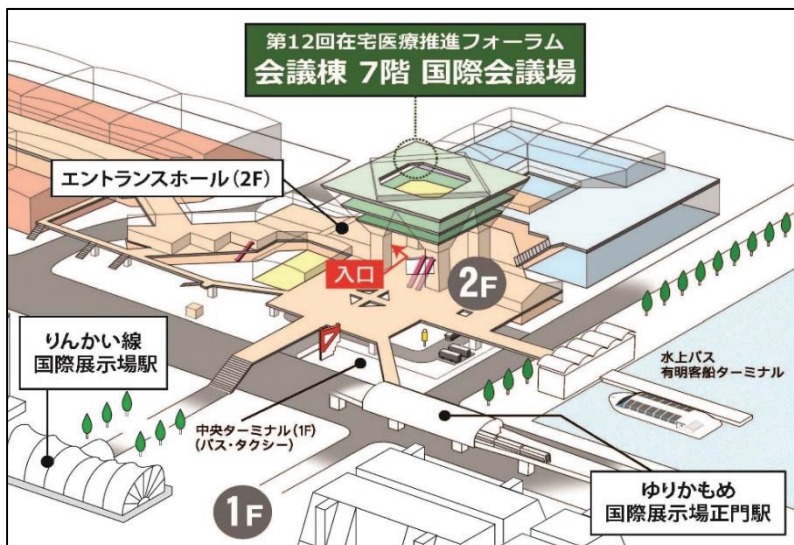 第12回在宅医療推進フォーラム
会議棟 7階 国際会議場
エントランスホール(2F)
入口
2F
りんかい線
国際展示場駅
水上バス
有明客船ターミナル
中央ターミナル(1F)
(バス・タクシー)
1F
ゆりかもめ
国際展示場正門駅